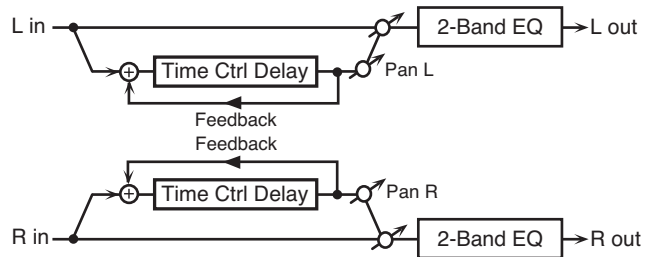 L in
2-Band EQ
L out
+
Time Ctrl Delay
Pan L
Feedback
Feedback
+
Time Ctrl Delay
Pan R
R in
2-Band EQ
R out